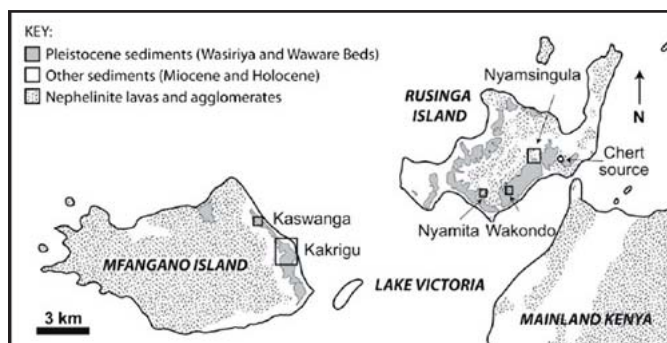 KEY:
Pleistocene sediments (Wasiriya and Waware Beds)
Other sediments (Miocene and Holocene)
Nephelinite lavas and agglomerates
Nyamsingula
RUSINGA
ISLAND
N
Chert
source
Kaswanga
Kakrigu
Nyamita
Wakondo
MFANGANO ISLAND
LAKE VICTORIA
MAINLAND KENYA
3 km